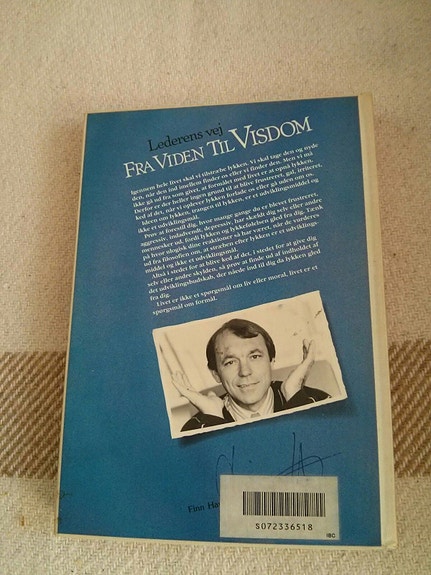 Lederens vej
FRA VIDEN TIL VISDOM
Igennem hele livet skal vi tilstræbe lykken. Vi skal tage den og nyde
den, når den ind imellem finder os eller vi finder den. Men vi må
ikke gå ud fra som givet, at formålet med livet er at opnå lykken.
Derfor er der heller ingen grund til at blive frustreret, gal, irriteret,
ked af det, når vi oplever lykken forlade os eller gå uden om os.
Ideen om lykken, trangen til lykken, er et udviklingsmiddel og
ikke et udviklingsmål.
Prøv at forestil dig, hvor mange gange du er blevet frustreret,
aggressiv, indadvendt, depressiv, har skældt dig selv eller andre
mennesker ud, fordi lykken og lykkefølelsen gled fra dig. Tænk
på hvor ulogisk dine reaktioner så har været, når de vurderes
ud fra filosofien om, at stræben efter lykken er et udviklings-
middel og ikke et udviklingsmål.
Altså i stedet for at blive ked af det, i stedet for at give dig
selv eller andre skylden, så prøv at finde ud af indholdet af
det udviklingsbudskab, der nåede ind til dig da lykken gled
fra dig.
Livet er ikke et spørgsmål om liv eller moral, livet er et
spørgsmål om formål.
Finn
S072336518
IBC